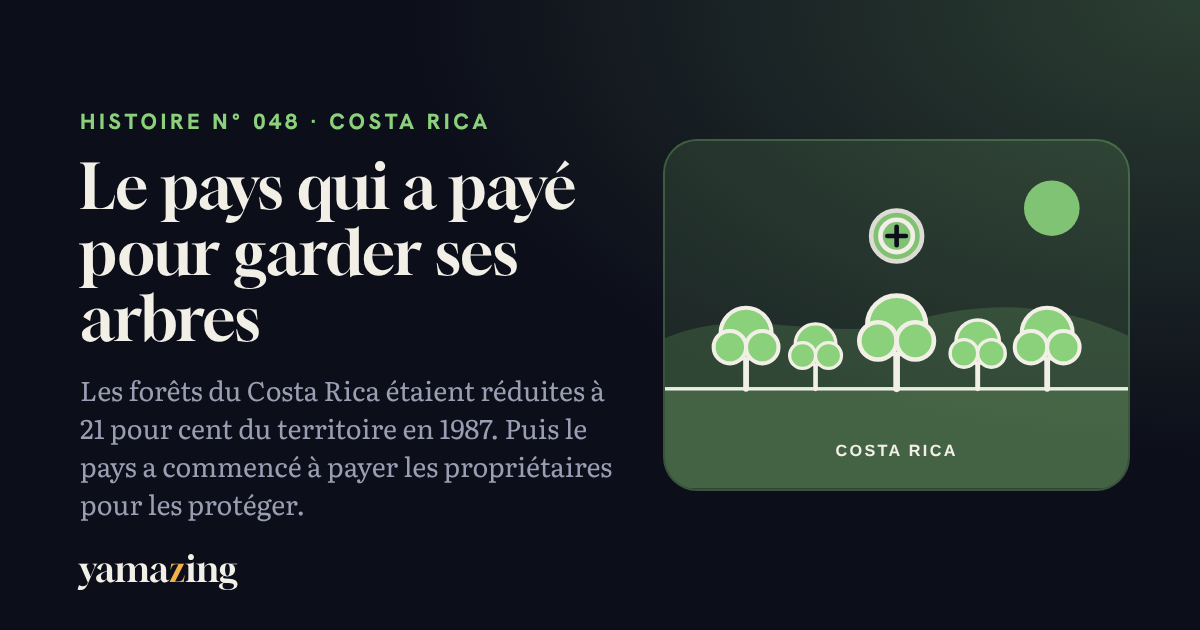 HISTOIRE N° 048 · COSTA RICA
Le pays qui a payé
pour garder ses
arbres
Les forêts du Costa Rica étaient réduites à
21 pour cent du territoire en 1987. Puis le
pays a commencé à payer les propriétaires
pour les protéger.
COSTA RICA
yamazing